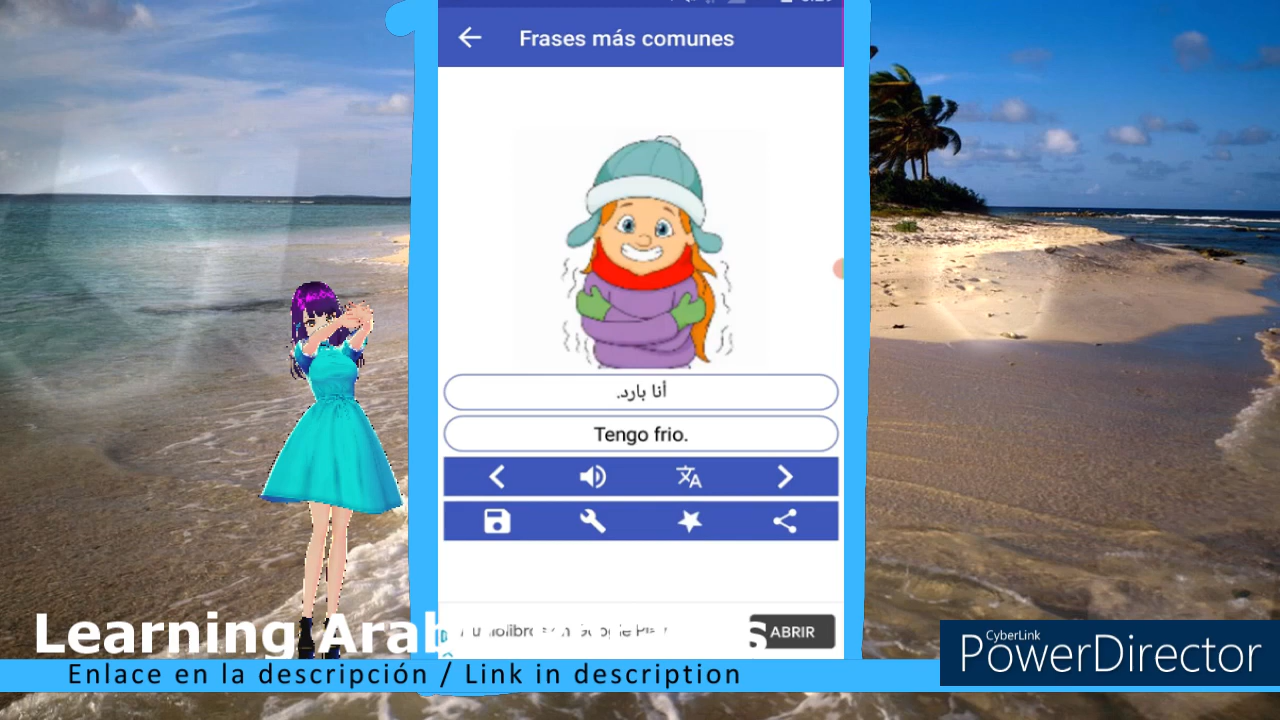 Frases más comunes
أنا بارد.
Tengo frio.
ABRIR
Learning Arab
s
Enlace en la descripción / Link in description
CyberLink
PowerDirector